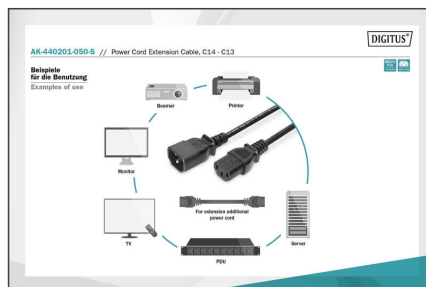 DIGITUS®
AK-440201-050-S // Power Cord Extension Cable, C14 - C13
Beispiele
für die Benutzung
Examples of use
Beamer
Printer
Monitor
For extension additional
power cord
TV
Server
PDU